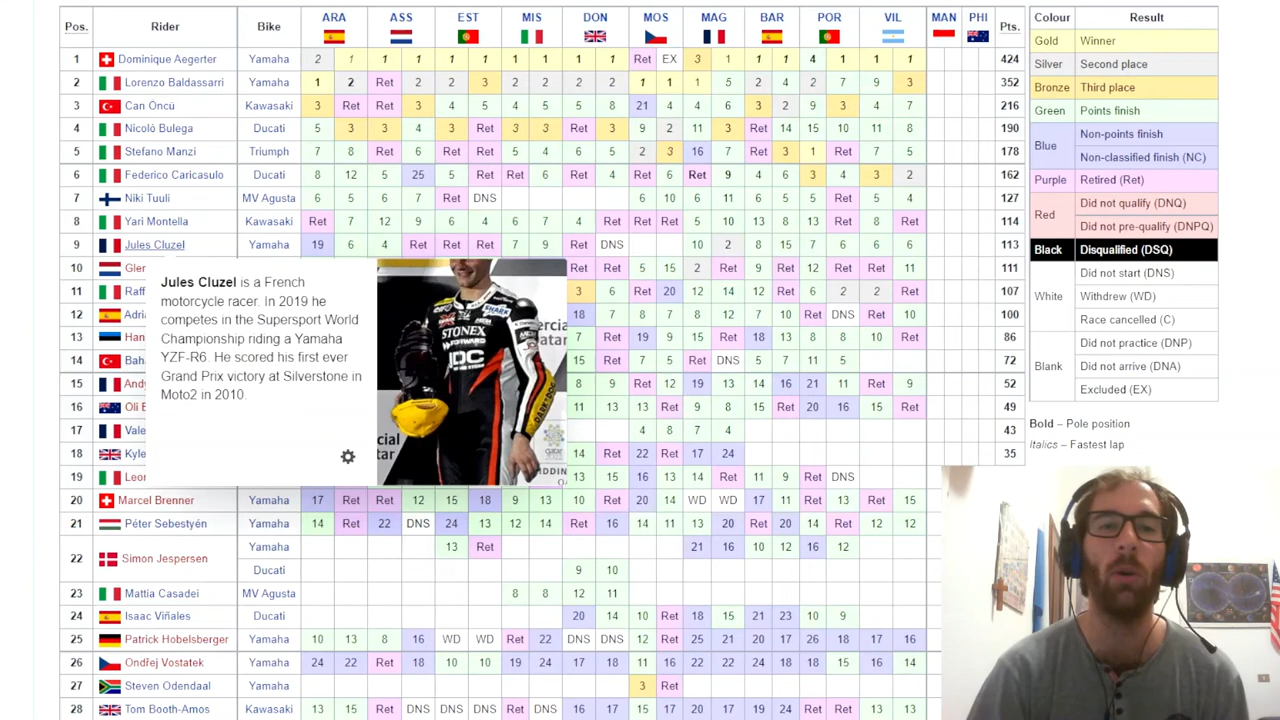 Pos. Rider Bike ARA ASS EST MIS DON MOS MAG BAR POR VIL MAN PHI Pts.
1 Dominique Aegerter Yamaha 2 1 1 1 1 1 1 1 1 1 Ret EX 3 1 1 1 4 1 1 1 424
2 Lorenzo Baldassarri Yamaha 1 2 Ret 2 2 3 2 2 2 2 1 1 1 5 2 4 2 7 9 3 352
3 Can Öncü Kawasaki 3 Ret Ret 3 4 5 4 5 5 4 21 4 4 6 3 2 9 3 4 7 216
4 Nicolò Bulega Ducati 5 3 3 4 3 Ret 3 3 Ret 3 9 2 11 3 Ret 14 15 10 11 8 190
5 Stefano Manzi Triumph 7 8 Ret 6 Ret Ret 5 4 6 5 2 3 16 7 Ret 3 1 Ret 7 5 178
6 Federico Caricasulo Ducati 8 12 5 25 5 Ret Ret 6 Ret 4 Ret Ret Ret 9 4 6 3 4 3 2 162
7 Niki Tuuli MV Agusta 6 5 6 7 Ret DNS 6 10 6 8 6 5 8 Ret 5 4 127
8 Yari Montella Kawasaki Ret 7 12 9 6 4 6 7 4 Ret Ret Ret 5 10 13 8 13 Ret 8 Ret 114
9 Jules Cluzel Yamaha 19 6 4 Ret Ret Ret 7 9 Ret DNS 10 2 8 15 7 6 6 6 113
10 Glen Ret Ret Ret 15 2 Ret 9 Ret 12 Ret Ret 11 111
11 Raff 3 6 Ret 20 8 14 12 Ret 6 2 2 Ret 107
12 Adri 18 7 5 8 8 12 7 10 Ret DNS Ret 10 100
13 Han 7 Ret 19 9 Ret Ret 18 13 8 8 10 Ret 86
14 Bah 15 Ret 7 5 Ret DNS 5 7 5 5 72
15 Andy 8 9 Ret 12 19 13 14 16 21 11 Ret 9 52
16 Oli 11 13 13 Ret 9 11 15 Ret 20 16 15 Ret 49
17 Vale 4 8 7 4 43
18 Kyle 14 Ret 22 Ret 17 24 35
19 Leon 13 15 16 14 Ret Ret 11 9 Ret DNS
20 Marcel Brenner Yamaha 17 Ret Ret 12 15 18 9 13 10 Ret 20 14 WD WD 17 11 Ret 13 Ret 15
21 Péter Sebestyén Yamaha 14 Ret 22 DNS 24 13 12 11 Ret 16 14 11 13 20 Ret 20 14 Ret 12 12
22 Simon Jespersen Yamaha 13 Ret 21 16 10 12 16 12
Ducati 9 10
23 Mattia Casadei MV Agusta 8 8 12 11
24 Isaac Viñales Ducati 20 14 10 Ret 18 15 21 23 Ret 9
25 Patrick Hobelsberger Yamaha 10 13 8 16 WD WD Ret DNS DNS 12 Ret 25 25 20 17 26 18 17 16
26 Ondřej Vostatek Yamaha 24 22 Ret 18 10 10 19 17 18 11 16 22 22 24 18 Ret 15 16 14
27 Steven Odendaal Yamaha 3 Ret
28 Tom Booth-Amos Kawasaki 13 15 Ret DNS DNS DNS Ret 16 17 15 17 20 18 19 24 Ret 13 13
Jules Cluzel is a French
motorcycle racer. In 2019 he
competes in the Supersport World
Championship riding a Yamaha
YZF-R6. He scored his first ever
Grand Prix victory at Silverstone in
Moto2 in 2010.
SHARK
STONEX
IDC
Colour Result
Gold Winner
Silver Second place
Bronze Third place
Green Points finish
Blue Non-points finish
Non-classified finish (NC)
Purple Retired (Ret)
Red Did not qualify (DNQ)
Did not pre-qualify (DNPQ)
Black Disqualified (DSQ)
White Did not start (DNS)
Withdrew (WD)
Race cancelled (C)
Blank Did not practice (DNP)
Did not arrive (DNA)
Excluded (EX)
Bold – Pole position
Italics – Fastest lap